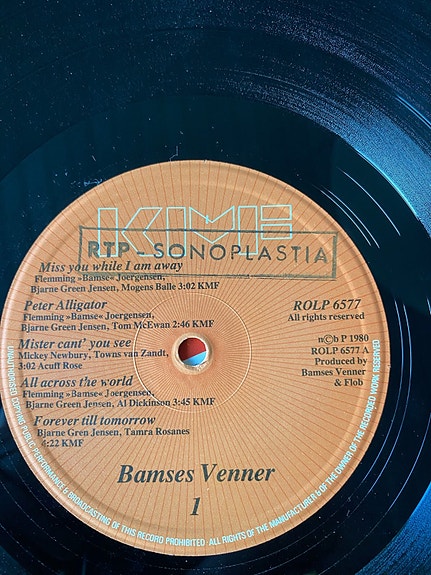 KMF
RTP - SONOPLASTIA
Miss you while I am away
Flemming »Bamse« Joergensen,
Bjarne Green Jensen, Mogens Balle 3:02 KMF
Peter Alligator
Flemming »Bamse« Joergensen,
Bjarne Green Jensen, Tom McEwan 2:46 KMF
Mister cant' you see
Mickey Newbury, Towns van Zandt,
3:02 Acuff Rose
All across the world
Flemming »Bamse« Joergensen,
Bjarne Green Jensen, Al Dickinson 3:45 KMF
Forever till tomorrow
Bjarne Gren Jensen, Tamra Rosanes
4:22 KMF
ROLP 6577
All rights reserved
n©b P 1980
ROLP 6577 A
Produced by
Bamses Venner
& Flob
Bamses Venner
1
UNAUTHORISED COPYING PUBLIC PERFORMANCE & BROADCASTING OF THIS RECORD PROHIBITED · ALL RIGHTS OF THE MANUFACTURER & OF THE OWNER OF THE RECORDED WORK RESERVED